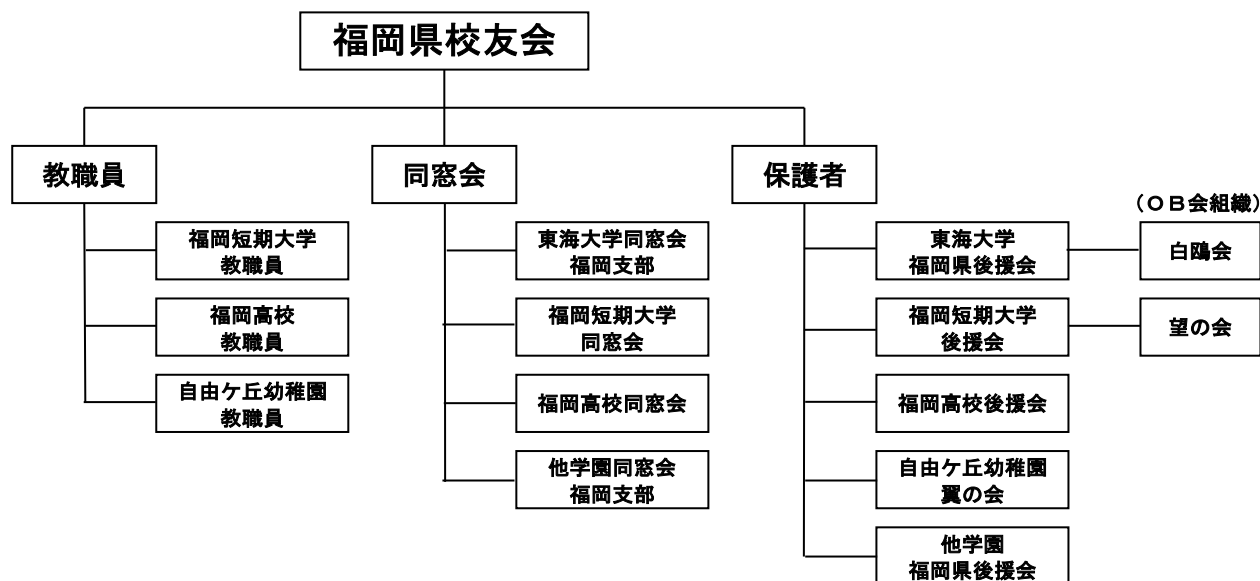 福岡県校友会
教職員
同窓会
保護者
福岡短期大学
教職員
福岡高校
教職員
自由ケ丘幼稚園
教職員
東海大学同窓会
福岡支部
福岡短期大学
同窓会
福岡高校同窓会
他学園同窓会
福岡支部
東海大学
福岡県後援会
福岡短期大学
後援会
福岡高校後援会
自由ケ丘幼稚園
翼の会
他学園
福岡県後援会
(OB会組織)
白鴎会
望の会